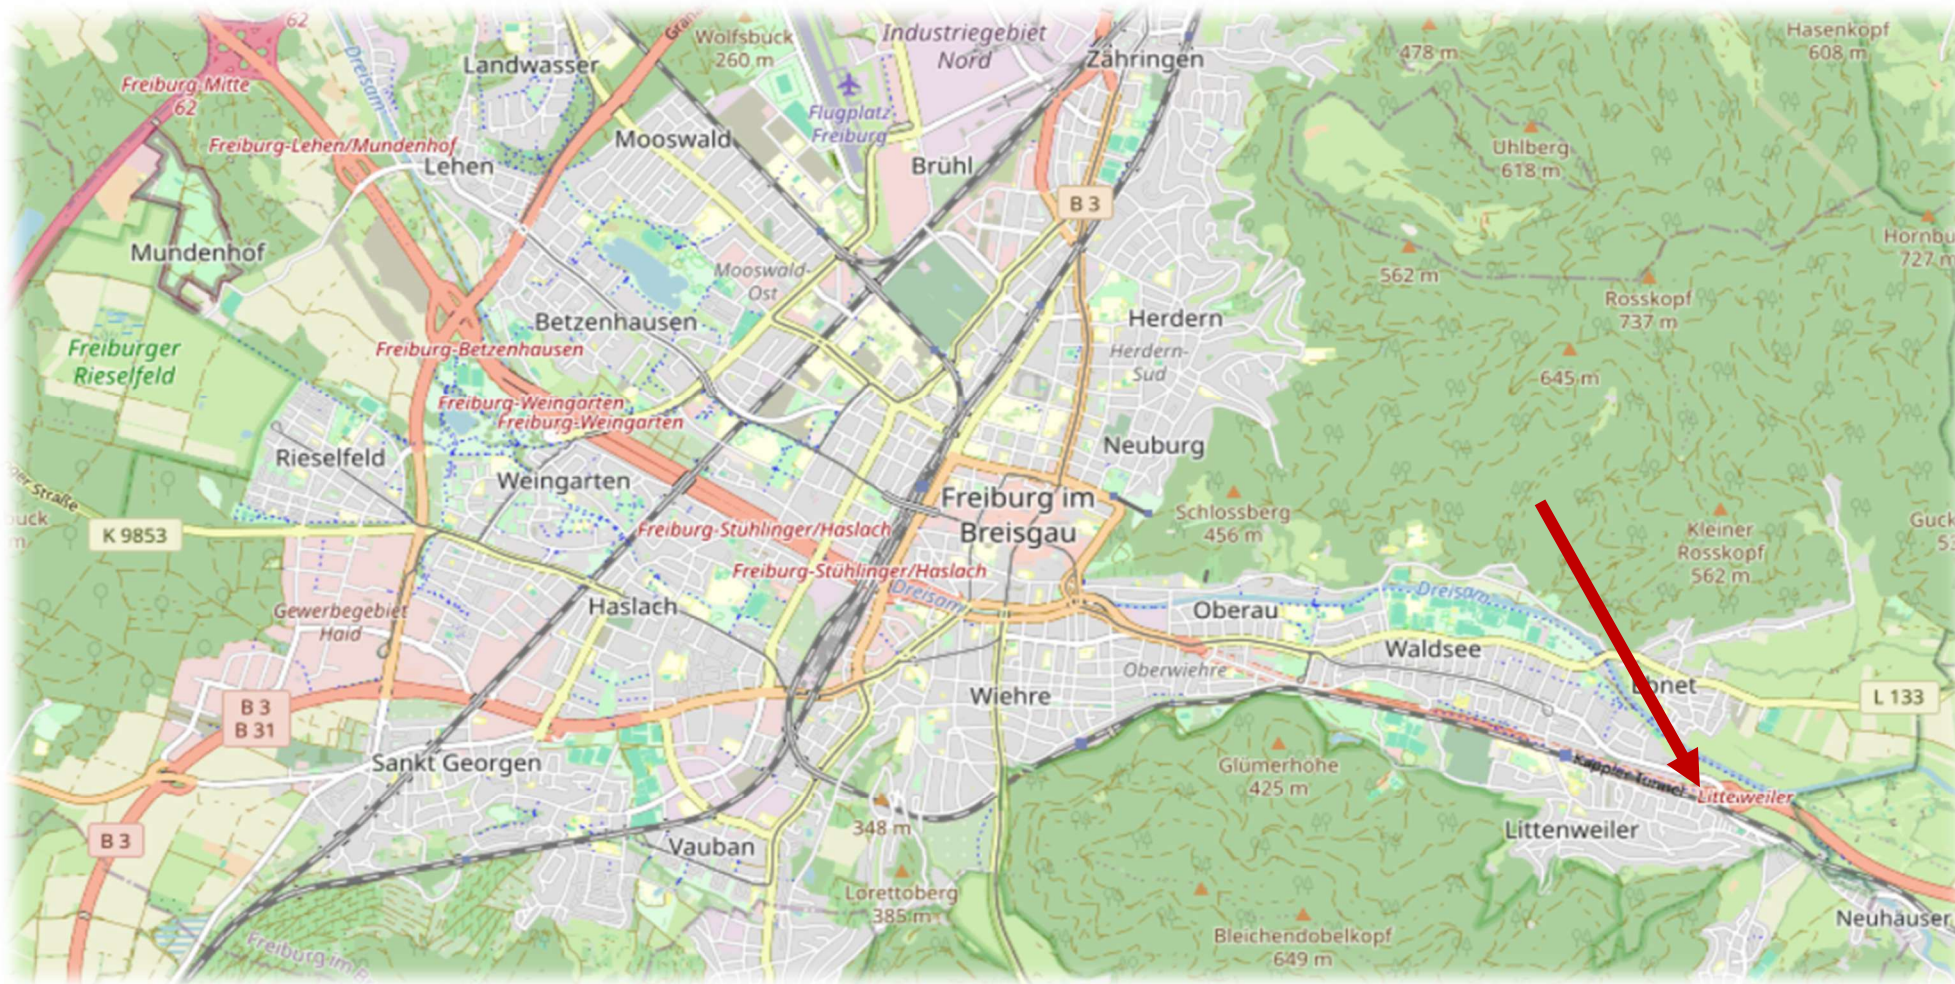 62
Wolfsbuck
260 m
Industriegebiet
Nord
Hasenkopf
608 m
478 m
Zähringen
Landwasser
Dreisam
Freiburg-Mitte
62
Flugplatz-
Freiburg
Mooswald
Freiburg-Lehen/Mundenhof
Lehen
Brühl
Uhlberg
618 m
B 3
Mundenhof
Mooswald-
Ost
562 m
Rosskopf
737 m
727 m
Betzenhausen
Herdern
Herdern-
Süd
Freiburger
Rieselfeld
Freiburg-Betzenhausen
645 m
Freiburg-Weingarten
Freiburg-Weingarten
Neuburg
Rieselfeld
Weingarten
Freiburg im
Breisgau
Schlossberg
456 m
Kleiner
Rosskopf
562 m
K 9853
Freiburg-Stühlinger/Haslach
Freiburg-Stühlinger/Haslach
Dreisam
Dreisam
Gewerbegebiet
Haid
Haslach
Oberau
Waldsee
Oberwiehre
Wiehre
L 133
B 3
B 31
Sankt Georgen
Glümerhöhe
425 m
Kappler Tunnel
Littenweiler
B 3
Vauban
348 m
Littenweiler
Lorettoberg
385 m
Bleichendobelkopf
649 m
Neuhäuser